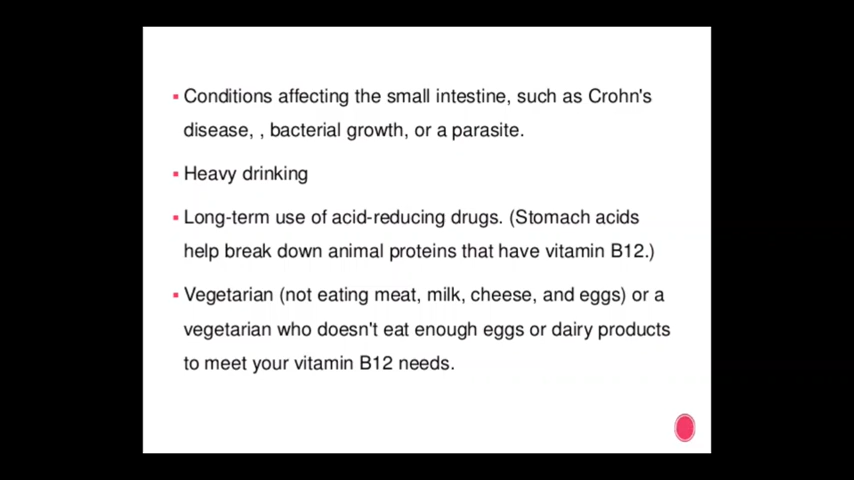 ▪ Conditions affecting the small intestine, such as Crohn's
disease, , bacterial growth, or a parasite.
▪ Heavy drinking
▪ Long-term use of acid-reducing drugs. (Stomach acids
help break down animal proteins that have vitamin B12.)
▪ Vegetarian (not eating meat, milk, cheese, and eggs) or a
vegetarian who doesn't eat enough eggs or dairy products
to meet your vitamin B12 needs.